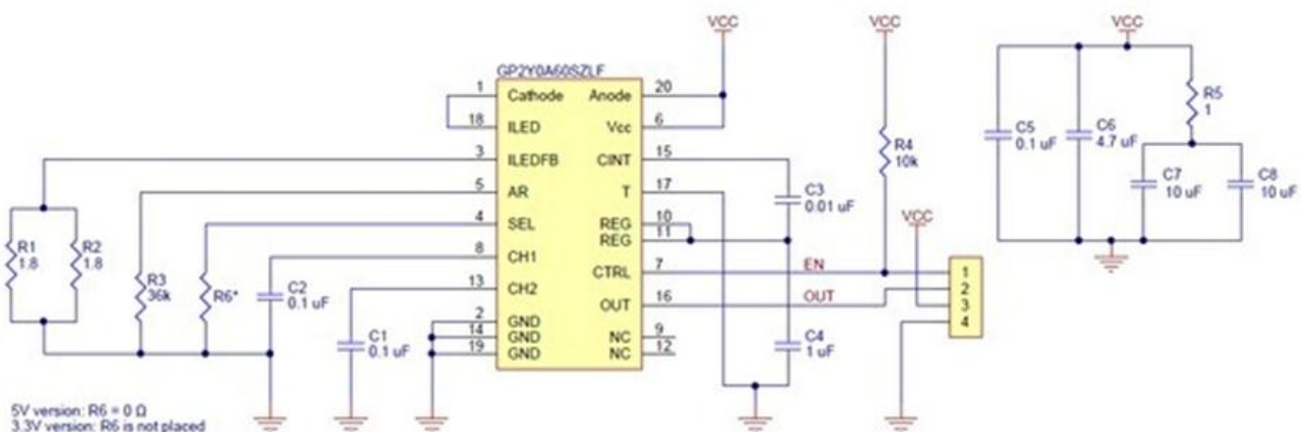 VCC
VCC
VCC
GP2Y0A60SZLF
1 Cathode Anode 20
18 ILED Vcc 6
3 ILEDFB CINT 15
5 AR T 17
4 SEL REG 10
REG 11
8 CH1 CTRL 7
13 CH2 OUT 16
2 GND
14 GND NC 9
19 GND NC 12
R1
1.8
R2
1.8
R3
36k
R6*
C2
0.1 uF
C1
0.1 uF
C3
0.01 uF
C4
1 uF
R4
10k
EN
OUT
VCC
1
2
3
4
C5
0.1 uF
C6
4.7 uF
R5
1
C7
10 uF
C8
10 uF
5V version: R6 = 0 Ω
3.3V version: R6 is not placed